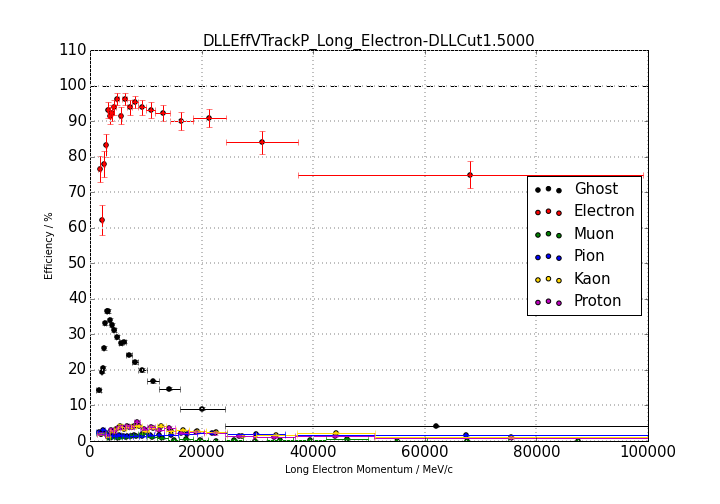 DLLEffVTrackP_Long_Electron-DLLCut1.5000
110
100
90
80
70
60
50
40
30
20
10
0
Efficiency / %
Ghost
Electron
Muon
Pion
Kaon
Proton
0 20000 40000 60000 80000 100000
Long Electron Momentum / MeV/c